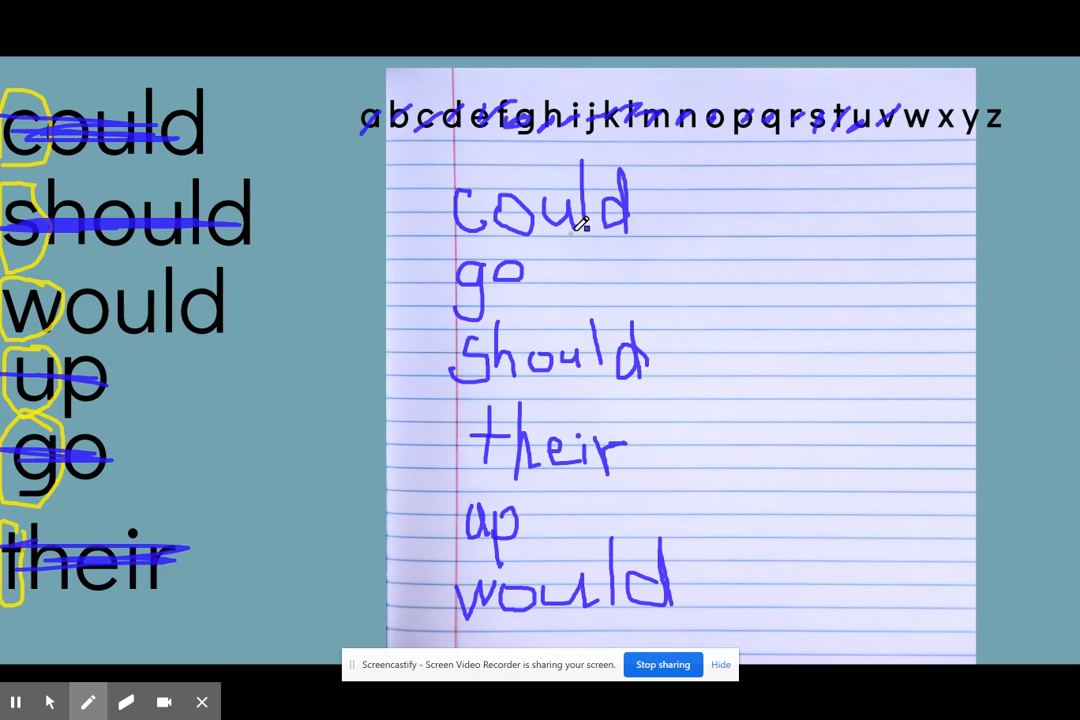 could
should
would
up
go
their
a b c d e f g h i j k l m n o p q r s t u v w x y z
could
go
should
their
up
would
Screencastify - Screen Video Recorder is sharing your screen. Stop sharing Hide